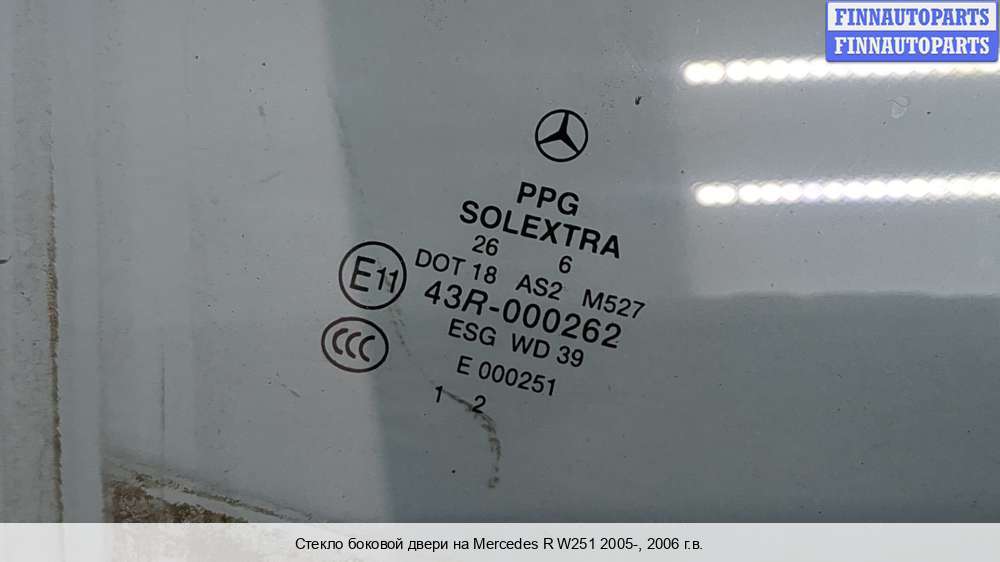 FINNAUTOPARTS
FINNAUTOPARTS
PPG
SOLEXTRA
26 6
DOT 18 AS2 M527
E11
43R-000262
CCC
ESG WD 39
E 000251
1 2
Стекло боковой двери на Mercedes R W251 2005-, 2006 г.в.